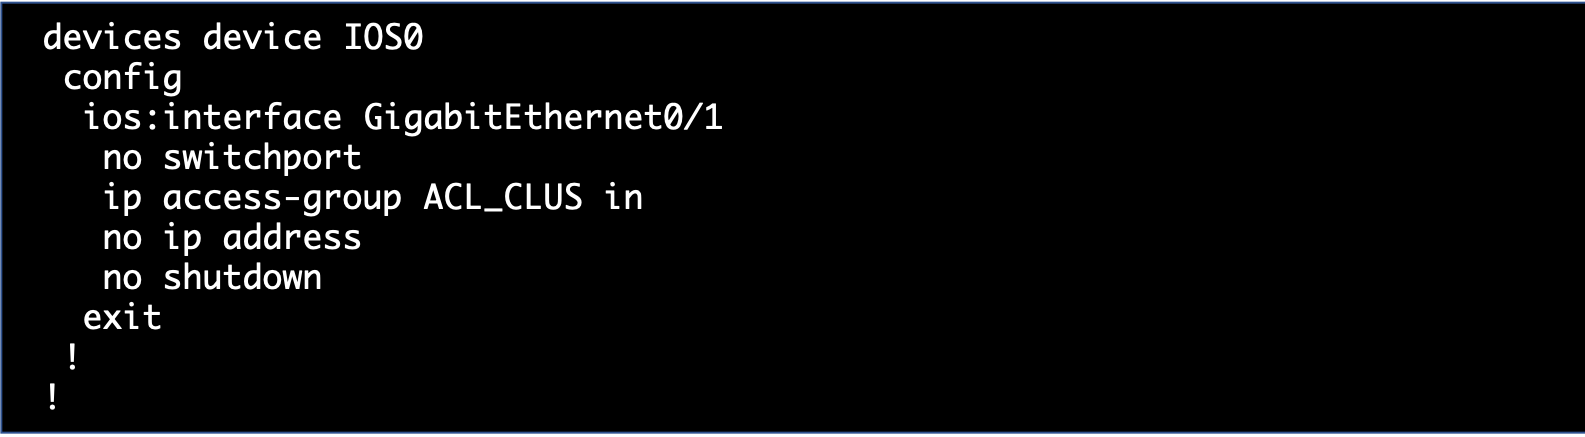 devices device IOS0
config
ios:interface GigabitEthernet0/1
no switchport
ip access-group ACL_CLUS in
no ip address
no shutdown
exit
!
!